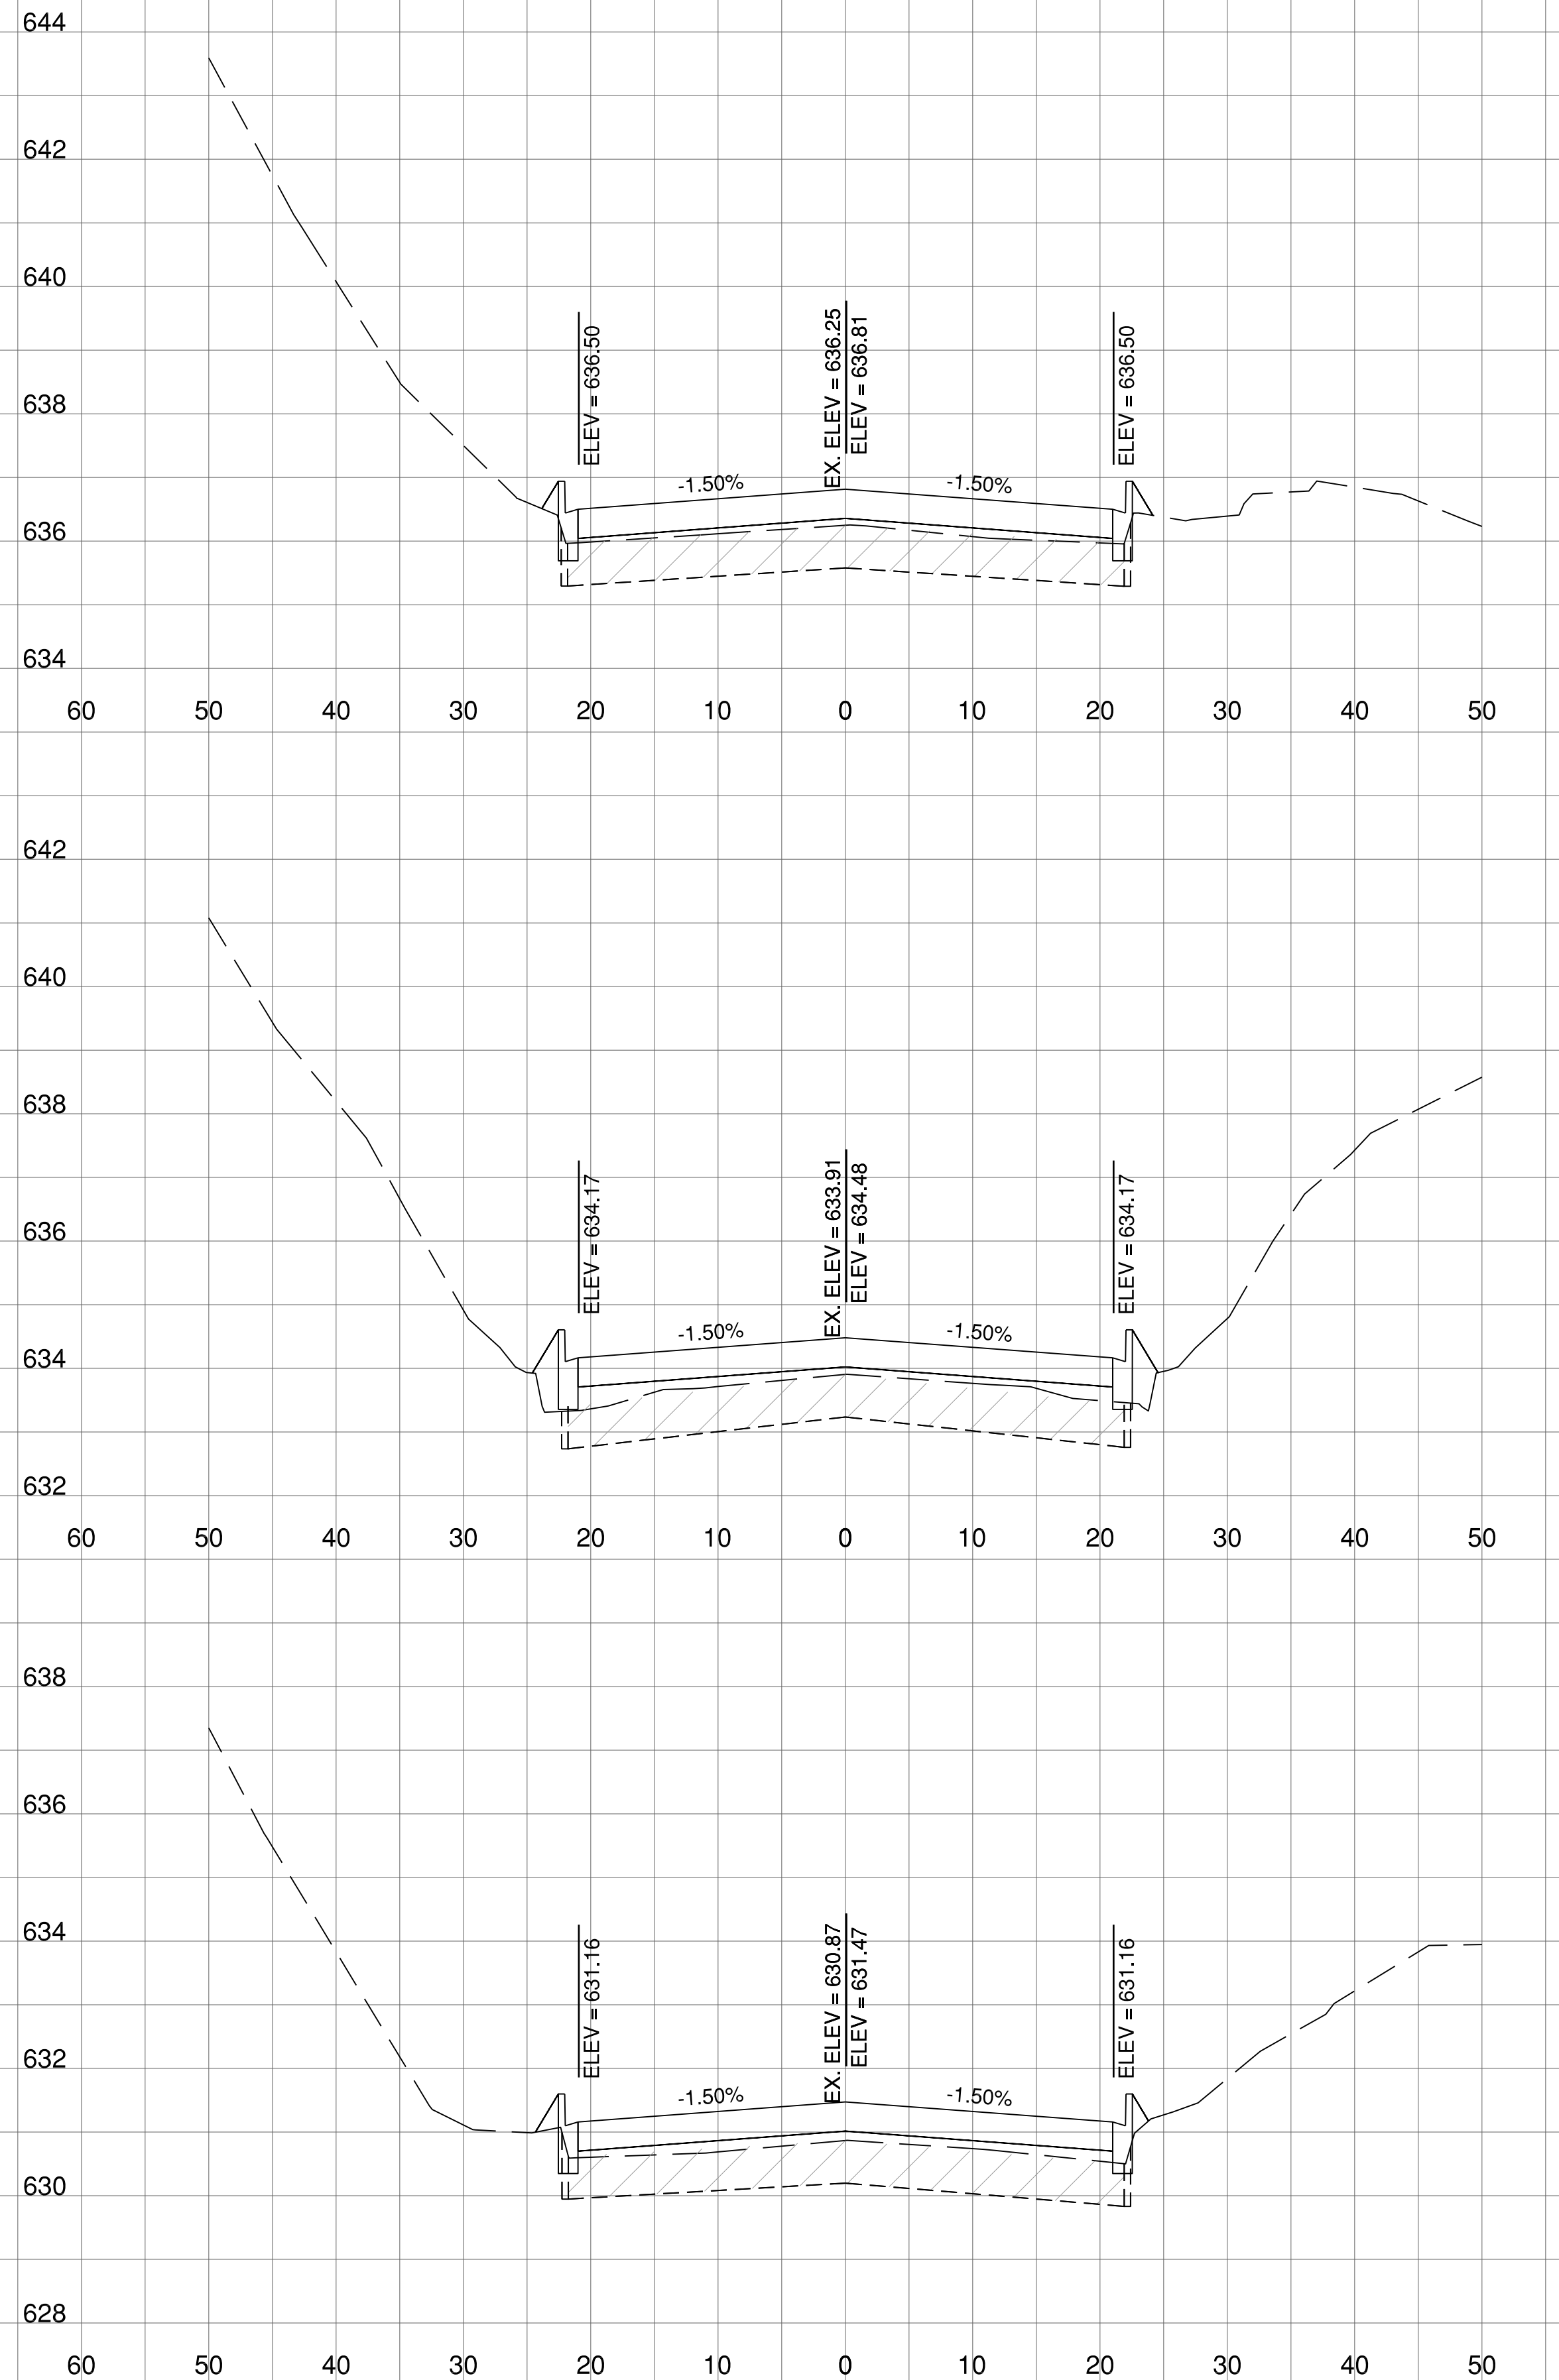 644
642
640
638
636
634
ELEV = 636.50
EX. ELEV = 636.25
ELEV = 636.81
ELEV = 636.50
-1.50%
-1.50%
60 50 40 30 20 10 0 10 20 30 40 50
642
640
638
636
634
632
ELEV = 634.17
EX. ELEV = 633.91
ELEV = 634.48
ELEV = 634.17
-1.50%
-1.50%
60 50 40 30 20 10 0 10 20 30 40 50
638
636
634
632
630
628
ELEV = 631.16
EX. ELEV = 630.87
ELEV = 631.47
ELEV = 631.16
-1.50%
-1.50%
60 50 40 30 20 10 0 10 20 30 40 50